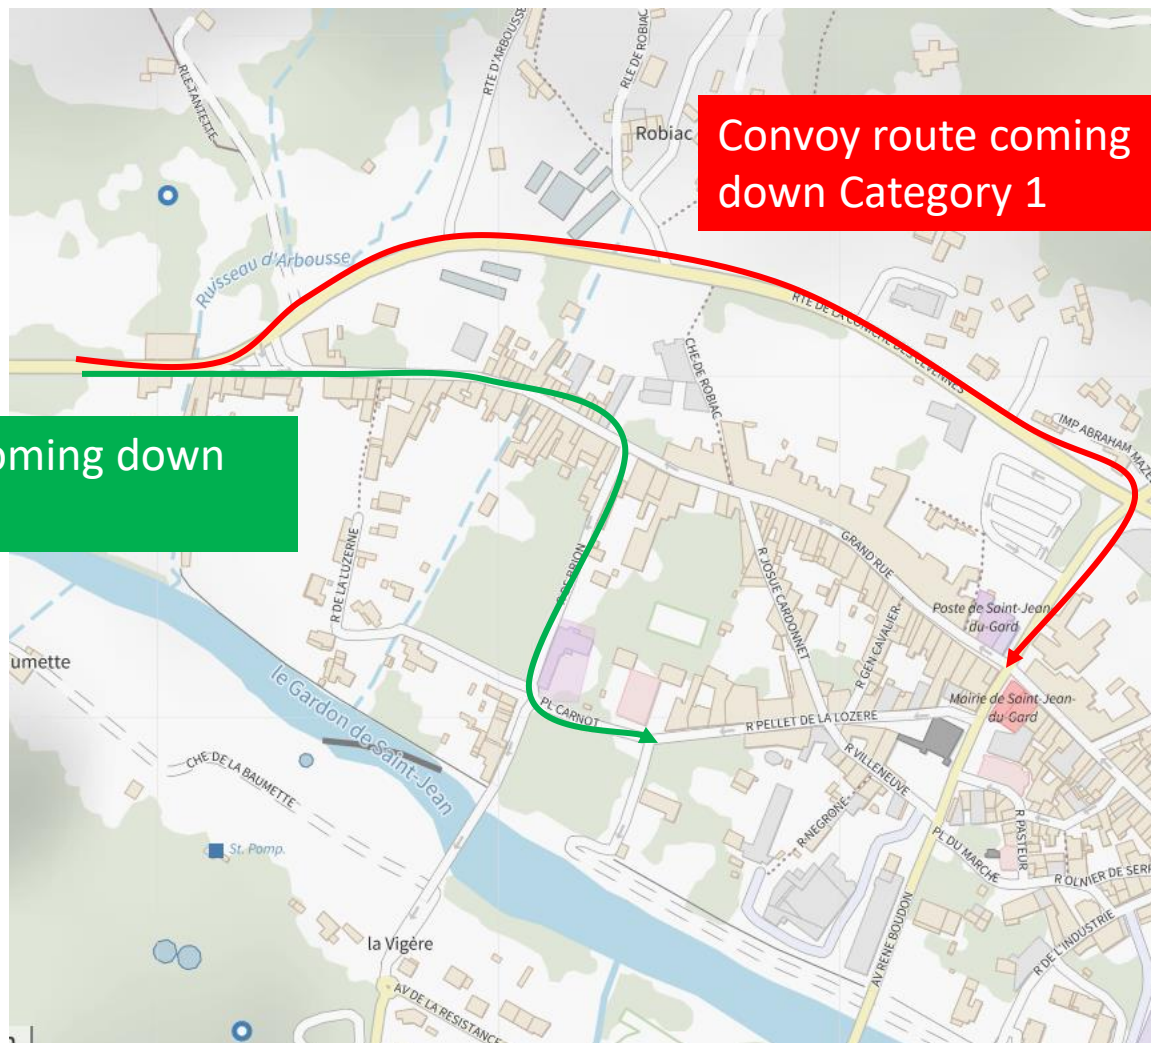 RTE D'ARBOUSSE
RLE DE ROBIAC
RLE TANTETTE
Robiac
Convoy route coming
down Category 1
Ruisseau d'Arbousse
RTE DE LA CORNICHE DES CEVENNES
CHE DE ROBIAC
IMP ABRAHAM MAZE
oming down
GRAND RUE
R DE LA LUZERNE
R DE BRION
R JOSUE CARDONNET
R GEN CAVALIER
Poste de Saint-Jean-
du-Gard
umette
le Gardon de Saint-Jean
PL CARNOT
R PELLET DE LA LOZERE
Mairie de Saint-Jean-
du-Gard
CHE DE LA BAUMETTE
R VILLENEUVE
R NEGRONE
PL DU MARCHE
R PASTEUR
St. Pomp.
R OLNIER DE SERR
la Vigère
AV RENE BOUDON
R DE L'INDUSTRIE
AV DE LA RESISTANCE